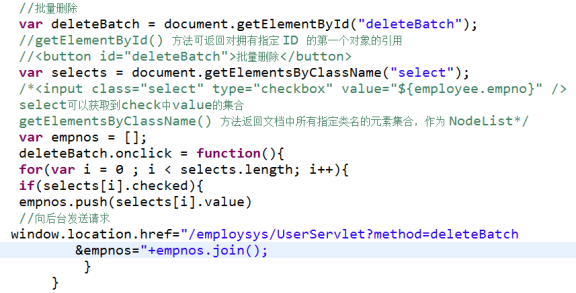 //批量删除
var deleteBatch = document.getElementById("deleteBatch");
//getElementById() 方法可返回对拥有指定 ID 的第一个对象的引用
//<button id="deleteBatch">批量删除</button>
var selects = document.getElementsByClassName("select");
/*<input class="select" type="checkbox" value="${employee.empno}" />
select可以获取到check中value的集合
getElementsByClassName() 方法返回文档中所有指定类名的元素集合，作为 NodeList*/
var empnos = [];
deleteBatch.onclick = function(){
for(var i = 0 ; i < selects.length; i++){
if(selects[i].checked){
empnos.push(selects[i].value)
//向后台发送请求
window.location.href="/employsys/UserServlet?method=deleteBatch
&empnos="+empnos.join();
}
}